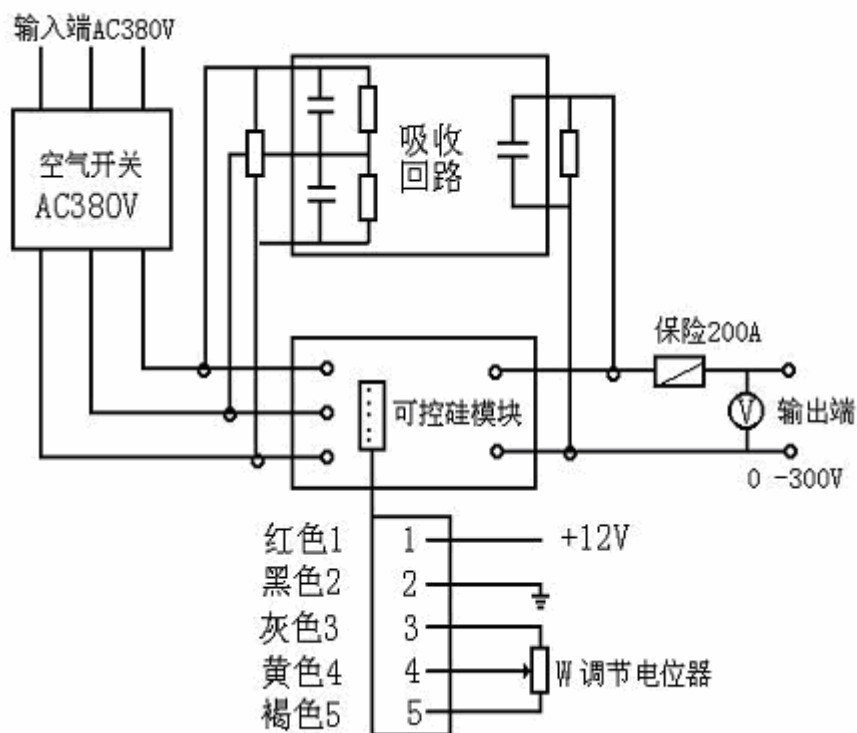 输入端AC380V
空气开关
AC380V
吸收
回路
保险200A
可控硅模块
V
输出端
0 -300V
红色1 1 +12V
黑色2 2
灰色3 3
黄色4 4 W 调节电位器
褐色5 5